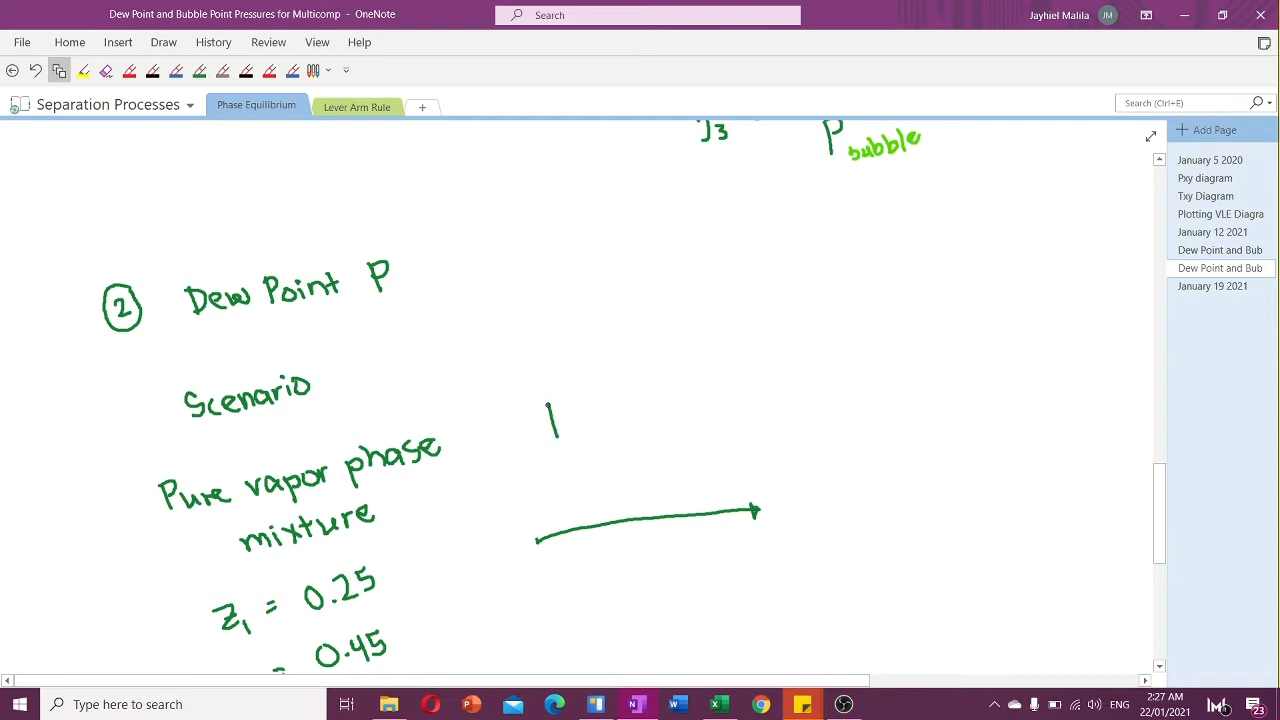 Dew Point and Bubble Point Pressures for Multicomp... - OneNote
Search
Jayhiel Malila
JM
File Home Insert Draw History Review View Help
Separation Processes
Phase Equilibrium
Lever Arm Rule
+
Search (Ctrl+E)
Add Page
January 5 2020
Pxy diagram
Txy Diagram
Plotting VLE Diagra
January 12 2021
Dew Point and Bub
Dew Point and Bub
January 19 2021
y3
P bubble
2 Dew Point P
Scenario
Pure vapor phase
mixture
Z1 = 0.25
= 0.45
Type here to search
ENG
2:27 AM
22/01/2021
23